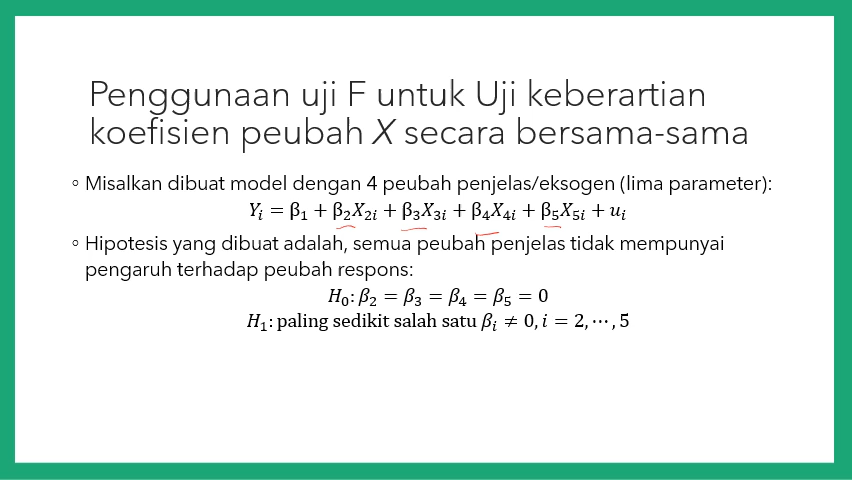 Penggunaan uji F untuk Uji keberartian
koefisien peubah X secara bersama-sama
◦ Misalkan dibuat model dengan 4 peubah penjelas/eksogen (lima parameter):
Yᵢ = β₁ + β₂X₂ᵢ + β₃X₃ᵢ + β₄X₄ᵢ + β₅X₅ᵢ + uᵢ
◦ Hipotesis yang dibuat adalah, semua peubah penjelas tidak mempunyai
pengaruh terhadap peubah respons:
H₀: β₂ = β₃ = β₄ = β₅ = 0
H₁: paling sedikit salah satu βᵢ ≠ 0, i = 2, ⋯, 5